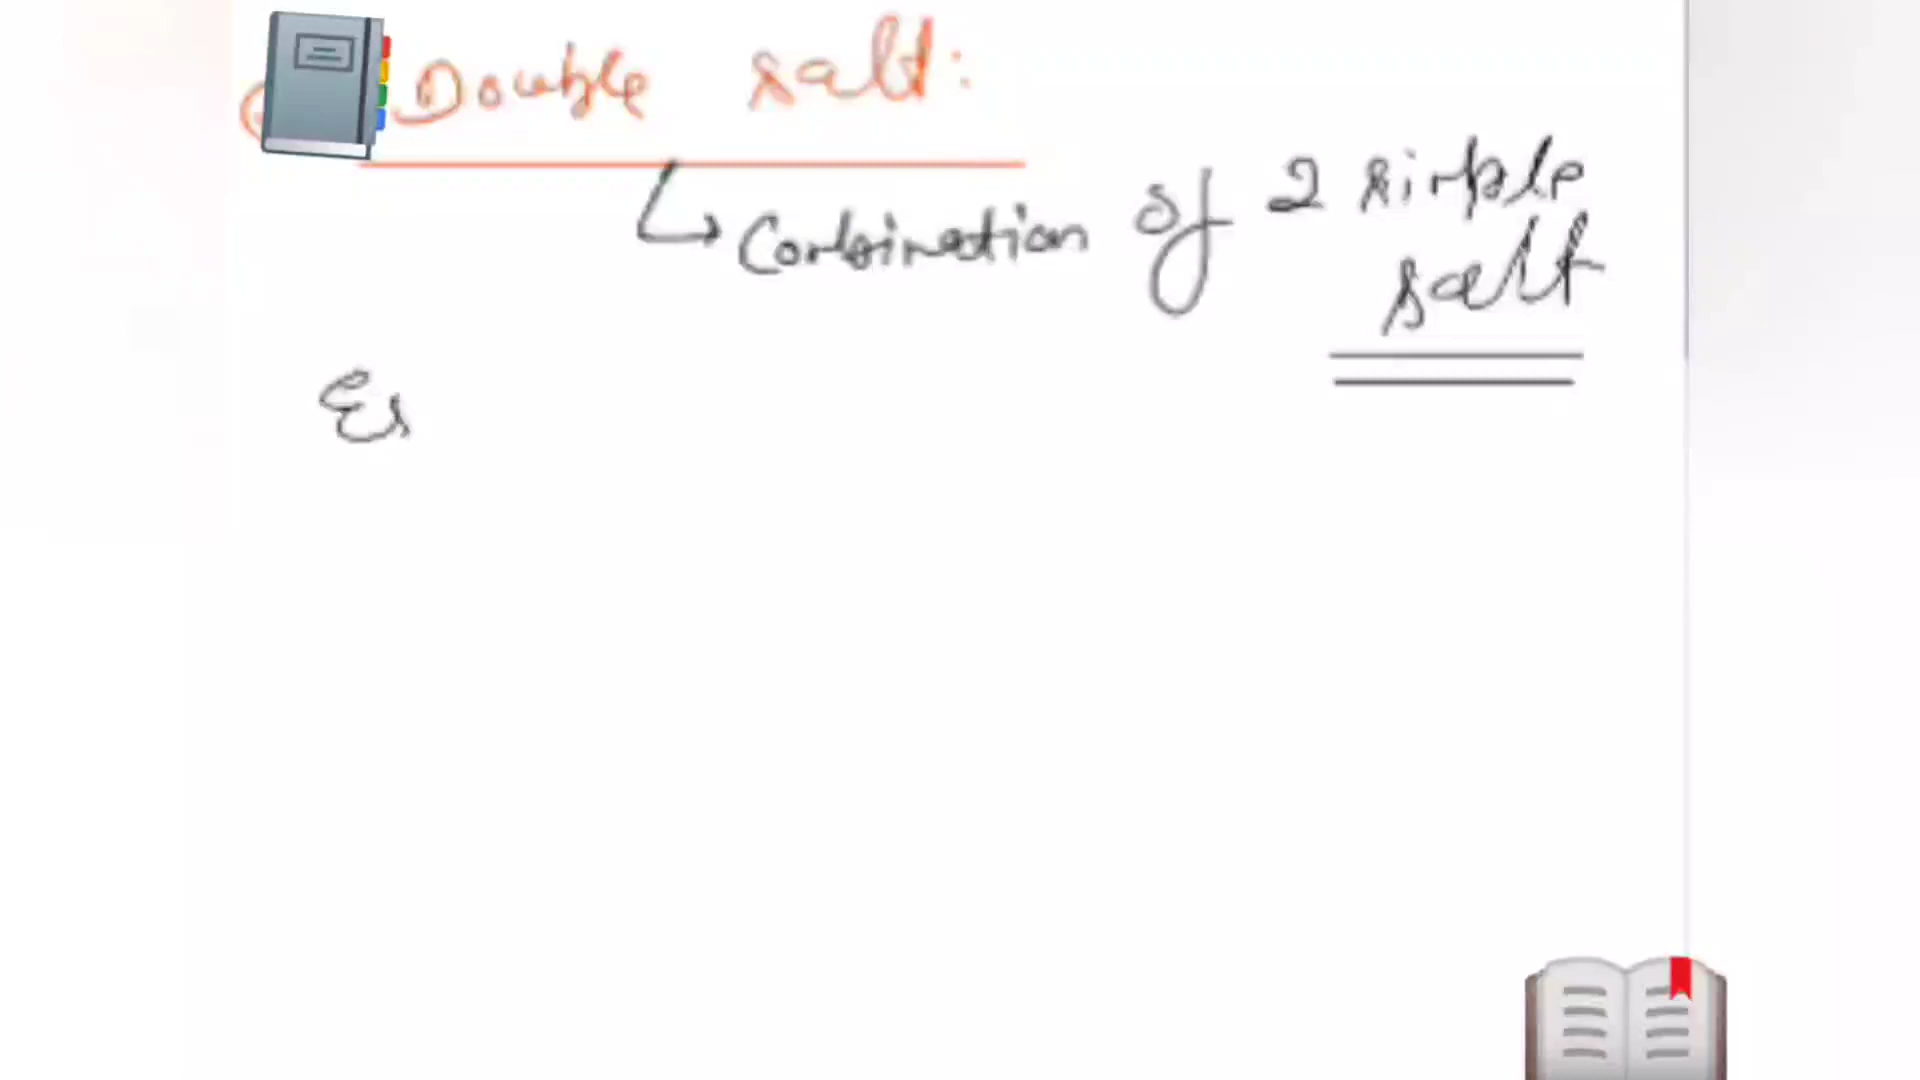 Double salt:
Combination of 2 simple
salt
Ex